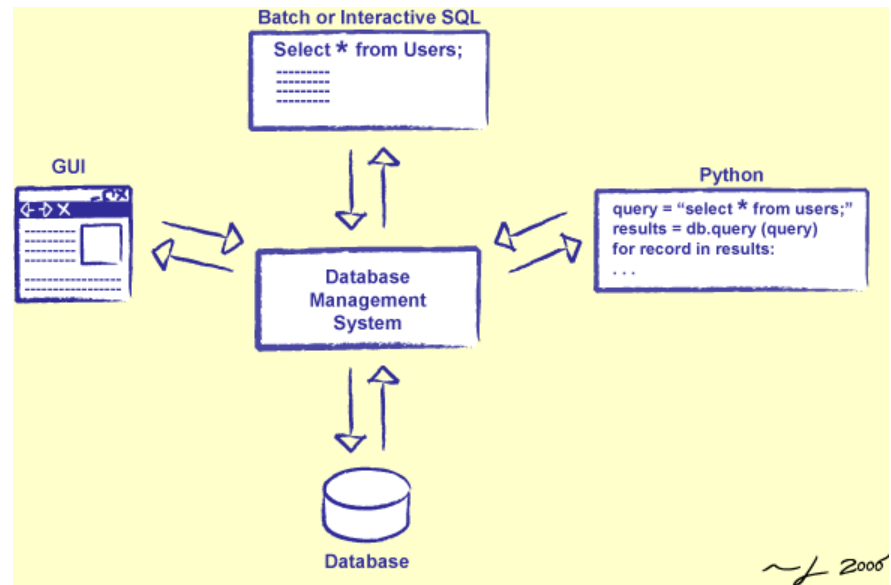 Batch or Interactive SQL
Select * from Users;
GUI
Python
query = “select * from users;”
results = db.query (query)
for record in results:
. . .
Database
Management
System
Database
2006